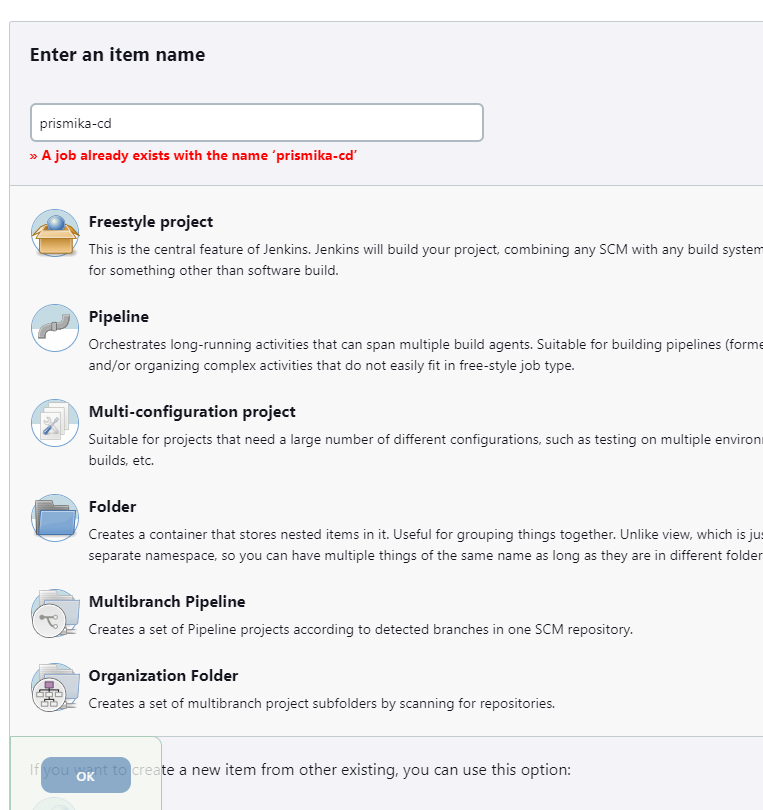 Enter an item name
prismika-cd
» A job already exists with the name ‘prismika-cd’
Freestyle project
This is the central feature of Jenkins. Jenkins will build your project, combining any SCM with any build system
for something other than software build.
Pipeline
Orchestrates long-running activities that can span multiple build agents. Suitable for building pipelines (forme
and/or organizing complex activities that do not easily fit in free-style job type.
Multi-configuration project
Suitable for projects that need a large number of different configurations, such as testing on multiple environ
builds, etc.
Folder
Creates a container that stores nested items in it. Useful for grouping things together. Unlike view, which is jus
separate namespace, so you can have multiple things of the same name as long as they are in different folder
Multibranch Pipeline
Creates a set of Pipeline projects according to detected branches in one SCM repository.
Organization Folder
Creates a set of multibranch project subfolders by scanning for repositories.
If you want to create a new item from other existing, you can use this option:
OK